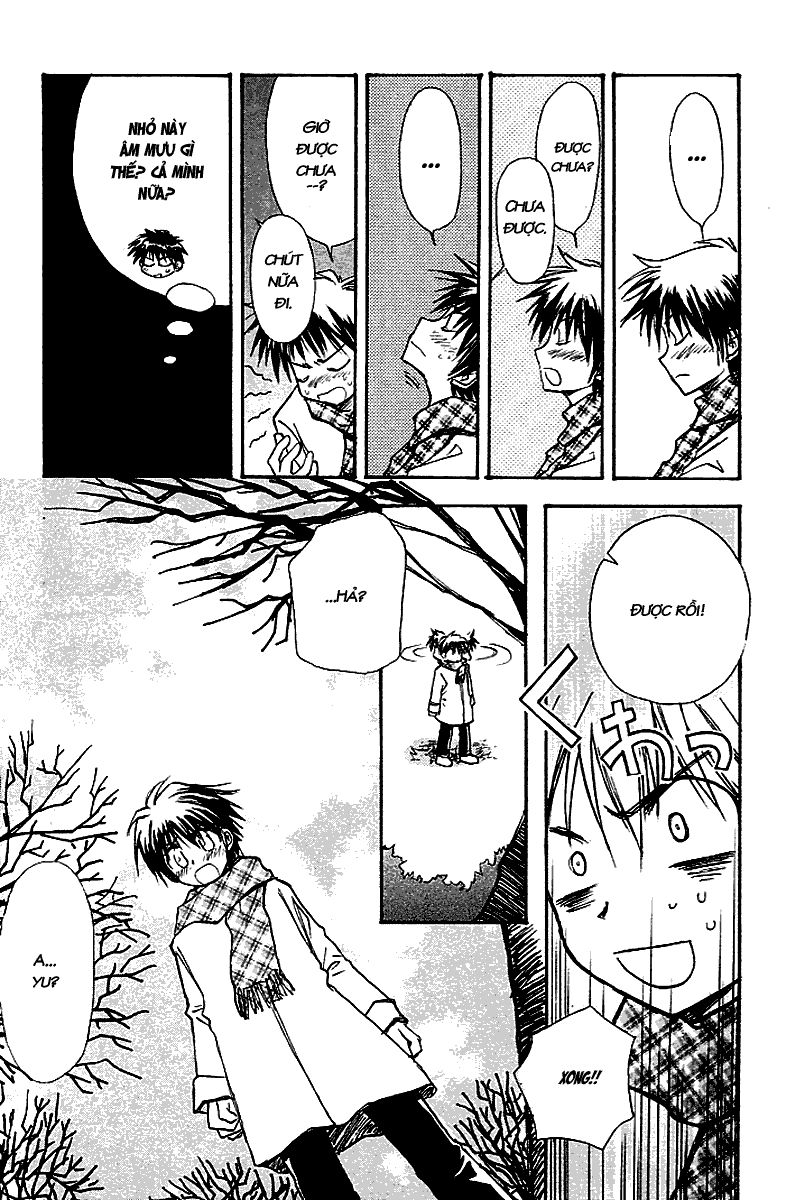 ...
ĐƯỢC
CHƯA?
CHƯA
ĐƯỢC.
...
GIỜ
ĐƯỢC
CHƯA
--?
CHÚT
NỮA
ĐI.
NHỎ NÀY
ÂM MƯU GÌ
THẾ? CẢ MÌNH
NỮA?
ĐƯỢC RỒI!
くわっ
XONG!!
...HẢ?
A...
YU?